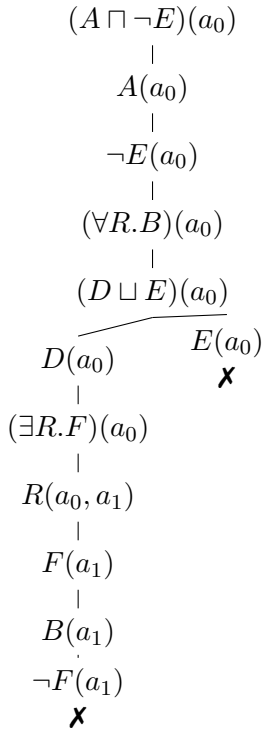 (A ⊓ ¬E)(a₀)
A(a₀)
¬E(a₀)
(∀R.B)(a₀)
(D ⊔ E)(a₀)
D(a₀)
E(a₀)
✗
(∃R.F)(a₀)
R(a₀, a₁)
F(a₁)
B(a₁)
¬F(a₁)
✗